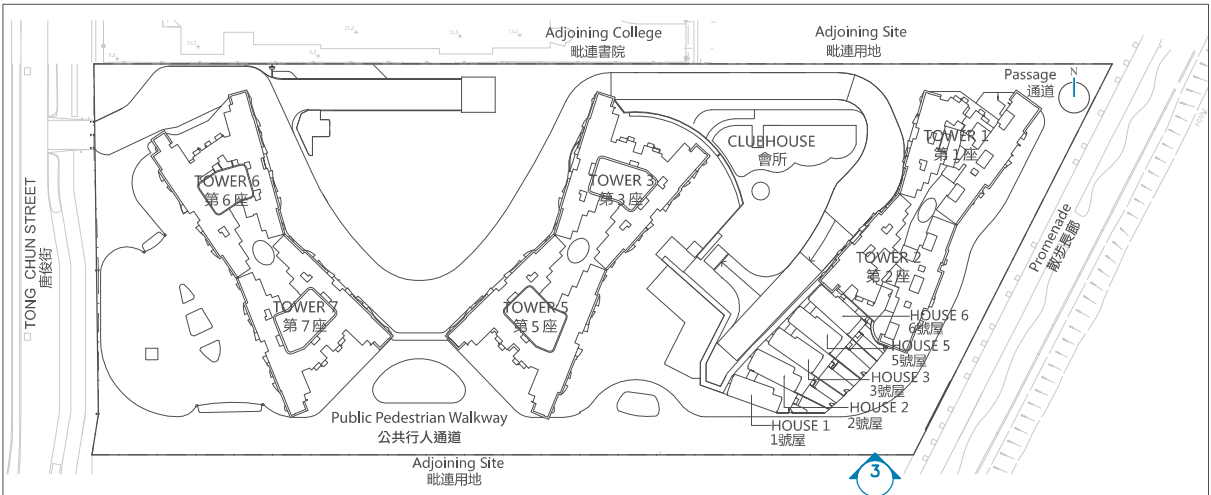 Adjoining College
毗連書院
Adjoining Site
毗連用地
Passage
通道
N
TONG CHUN STREET
唐俊街
TOWER 6
第6座
TOWER 7
第7座
TOWER 3
第3座
TOWER 5
第5座
CLUBHOUSE
會所
TOWER 1
第1座
TOWER 2
第2座
Promenade
散步長廊
HOUSE 6
6號屋
HOUSE 5
5號屋
HOUSE 3
3號屋
HOUSE 2
2號屋
HOUSE 1
1號屋
Public Pedestrian Walkway
公共行人通道
Adjoining Site
毗連用地
3